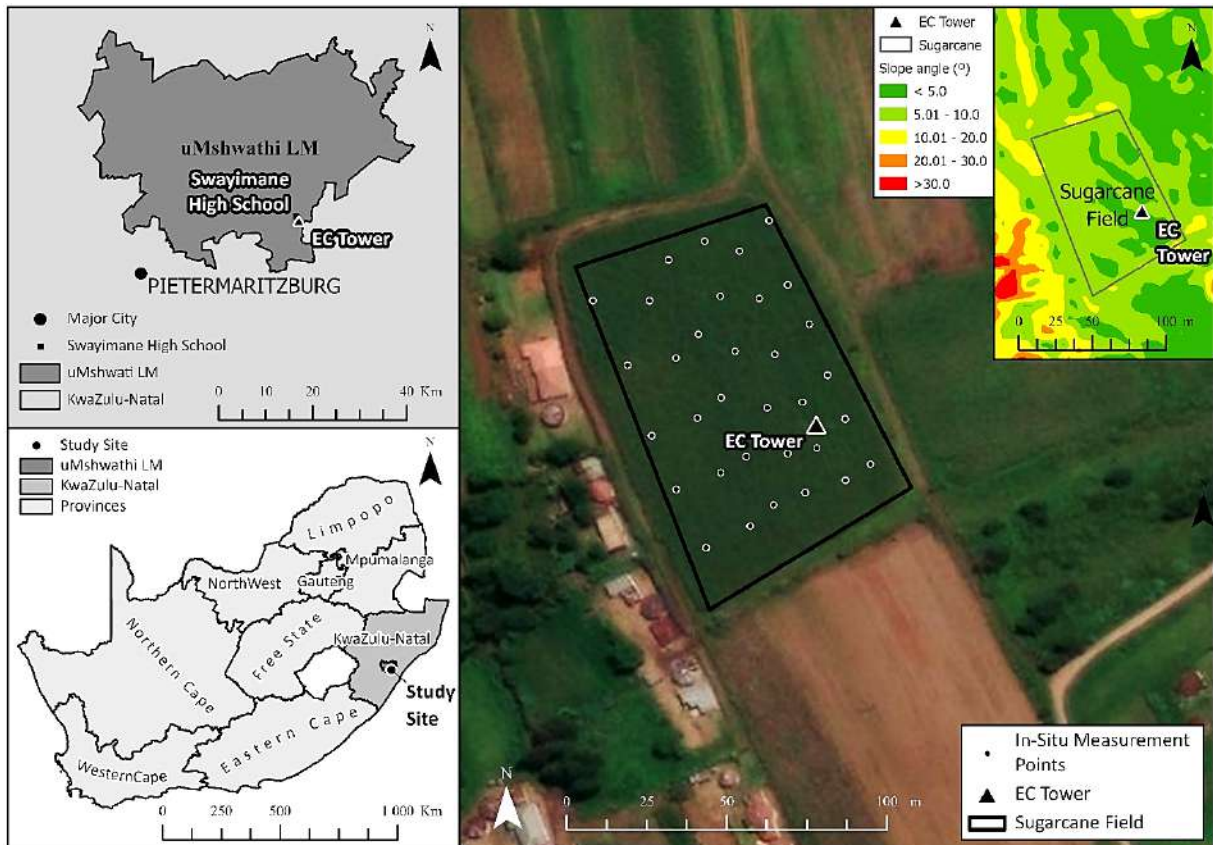 N
uMshwathi LM
Swayimane
High School
EC Tower
PIETERMARITZBURG
Major City
Swayimane High School
uMshwati LM
KwaZulu-Natal
0 10 20 40 Km
Study Site
uMshwathi LM
KwaZulu-Natal
Provinces
N
Limpopo
Mpumalanga
NorthWest
Gauteng
Free State
KwaZulu-Natal
Northern Cape
Study
Site
Eastern Cape
WesternCape
0 250 500 1 000 Km
EC Tower
N
0 25 50 100 m
In-Situ Measurement
Points
EC Tower
Sugarcane Field
EC Tower
Sugarcane
Slope angle (º)
< 5.0
5.01 - 10.0
10.01 - 20.0
20.01 - 30.0
>30.0
N
Sugarcane
Field
EC
Tower
0 25 50 100 m